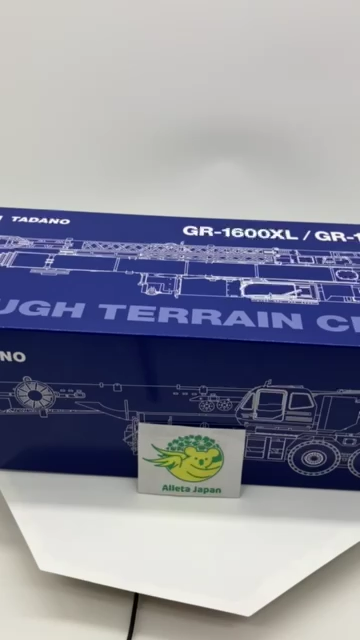 TADANO
GR-1600XL / GR-1
UGH TERRAIN C
NO
Alleta Japan